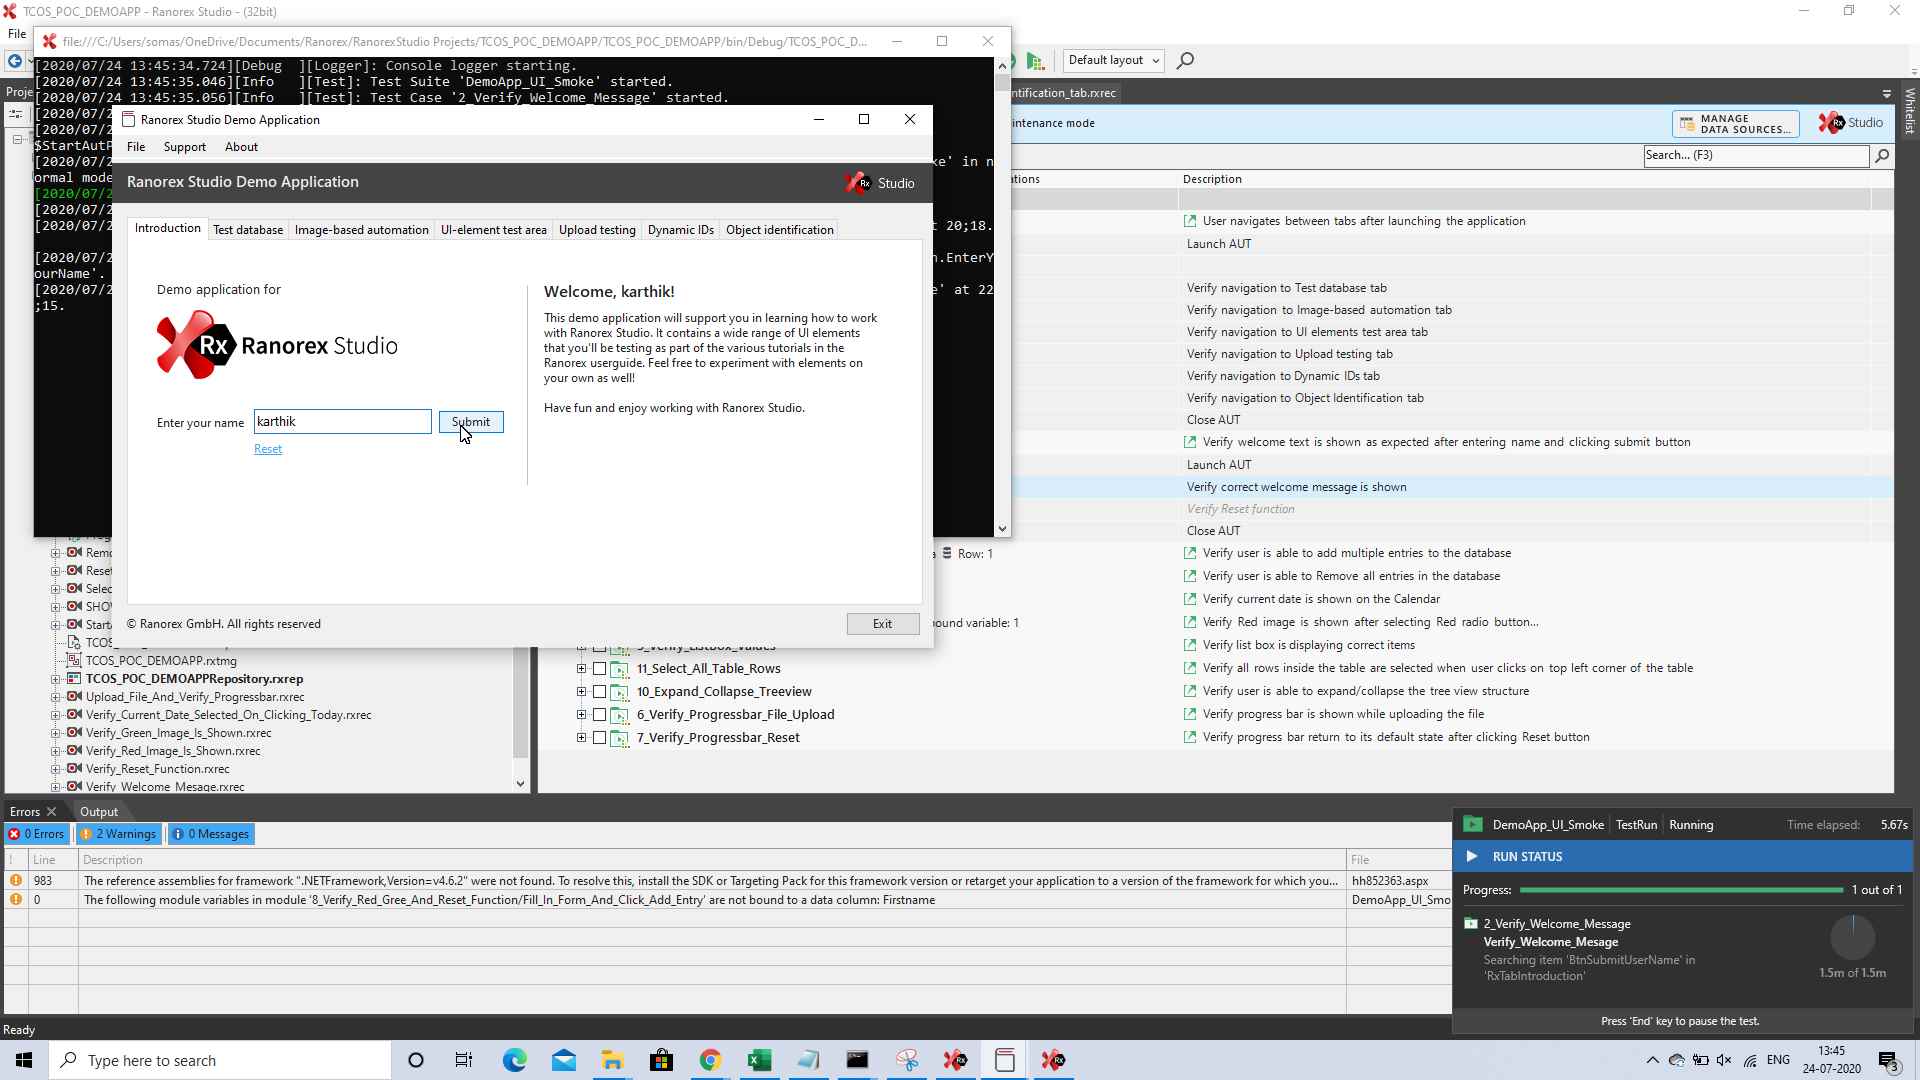 TCOS_POC_DEMOAPP - Ranorex Studio - (32bit)
File
file:///C:/Users/somas/OneDrive/Documents/Ranorex/RanorexStudio Projects/TCOS_POC_DEMOAPP/TCOS_POC_DEMOAPP/bin/Debug/TCOS_POC_D...
Default layout
[2020/07/24 13:45:34.724][Debug ][Logger]: Console logger starting.
[2020/07/24 13:45:35.046][Info ][Test]: Test Suite 'DemoApp_UI_Smoke' started.
[2020/07/24 13:45:35.056][Info ][Test]: Test Case '2_Verify_Welcome_Message' started.
Proje
ntification_tab.rxrec
Whitelist
[2020/07/2
[2020/07/2
$StartAutP
[2020/07/2
ke' in n
ormal mode
[2020/07/2
[2020/07/2
[2020/07/2
t 20;18.
[2020/07/2
n.EnterY
ourName'.
[2020/07/2
e' at 22
;15.
Ranorex Studio Demo Application
File Support About
Ranorex Studio Demo Application
Rx Studio
Introduction Test database Image-based automation UI-element test area Upload testing Dynamic IDs Object identification
Demo application for
Rx Ranorex Studio
Enter your name karthik Submit
Reset
Welcome, karthik!
This demo application will support you in learning how to work
with Ranorex Studio. It contains a wide range of UI elements
that you'll be testing as part of the various tutorials in the
Ranorex userguide. Feel free to experiment with elements on
your own as well!
Have fun and enjoy working with Ranorex Studio.
© Ranorex GmbH. All rights reserved
Exit
intenance mode
MANAGE
DATA SOURCES...
Rx Studio
Search... (F3)
ations Description
User navigates between tabs after launching the application
Launch AUT
Verify navigation to Test database tab
Verify navigation to Image-based automation tab
Verify navigation to UI elements test area tab
Verify navigation to Upload testing tab
Verify navigation to Dynamic IDs tab
Verify navigation to Object Identification tab
Close AUT
Verify welcome text is shown as expected after entering name and clicking submit button
Launch AUT
Verify correct welcome message is shown
Verify Reset function
Close AUT
a Row: 1 Verify user is able to add multiple entries to the database
Verify user is able to Remove all entries in the database
Verify current date is shown on the Calendar
ound variable: 1 Verify Red image is shown after selecting Red radio button...
Verify list box is displaying correct items
11_Select_All_Table_Rows Verify all rows inside the table are selected when user clicks on top left corner of the table
10_Expand_Collapse_Treeview Verify user is able to expand/collapse the tree view structure
6_Verify_Progressbar_File_Upload Verify progress bar is shown while uploading the file
7_Verify_Progressbar_Reset Verify progress bar return to its default state after clicking Reset button
Remo
Reset
Selec
SHO
Start
TCO
TCOS_POC_DEMOAPP.rxtmg
TCOS_POC_DEMOAPPRepository.rxrep
Upload_File_And_Verify_Progressbar.rxrec
Verify_Current_Date_Selected_On_Clicking_Today.rxrec
Verify_Green_Image_Is_Shown.rxrec
Verify_Red_Image_Is_Shown.rxrec
Verify_Reset_Function.rxrec
Verify_Welcome_Mesage.rxrec
Errors Output
0 Errors 2 Warnings 0 Messages
! Line Description File
983 The reference assemblies for framework ".NETFramework,Version=v4.6.2" were not found. To resolve this, install the SDK or Targeting Pack for this framework version or retarget your application to a version of the framework for which you... hh852363.aspx
0 The following module variables in module '8_Verify_Red_Gree_And_Reset_Function/Fill_In_Form_And_Click_Add_Entry' are not bound to a data column: Firstname DemoApp_UI_Smo
DemoApp_UI_Smoke TestRun Running Time elapsed: 5.67s
RUN STATUS
Progress: 1 out of 1
2_Verify_Welcome_Message
Verify_Welcome_Mesage
Searching item 'BtnSubmitUserName' in
'RxTabIntroduction'
1.5m of 1.5m
Press 'End' key to pause the test.
Ready
Type here to search
ENG
13:45
24-07-2020
3